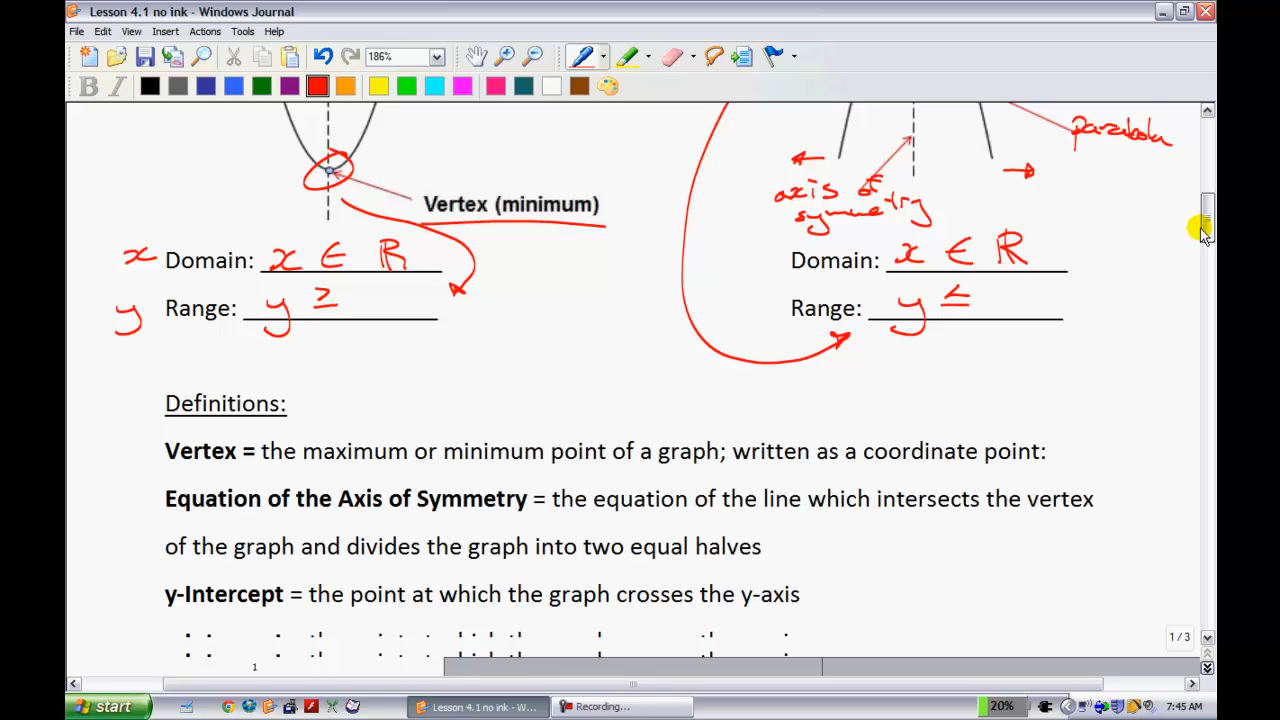 Lesson 4.1 no ink - Windows Journal
File Edit View Insert Actions Tools Help
186%
B I
parabola
Vertex (minimum)
axis of
symmetry
x Domain: x ∈ ℝ
Domain: x ∈ ℝ
y Range: y ≥
Range: y ≤
Definitions:
Vertex = the maximum or minimum point of a graph; written as a coordinate point:
Equation of the Axis of Symmetry = the equation of the line which intersects the vertex
of the graph and divides the graph into two equal halves
y-Intercept = the point at which the graph crosses the y-axis
1 / 3
1
start
Lesson 4.1 no ink - W...
Recording...
20%
7:45 AM